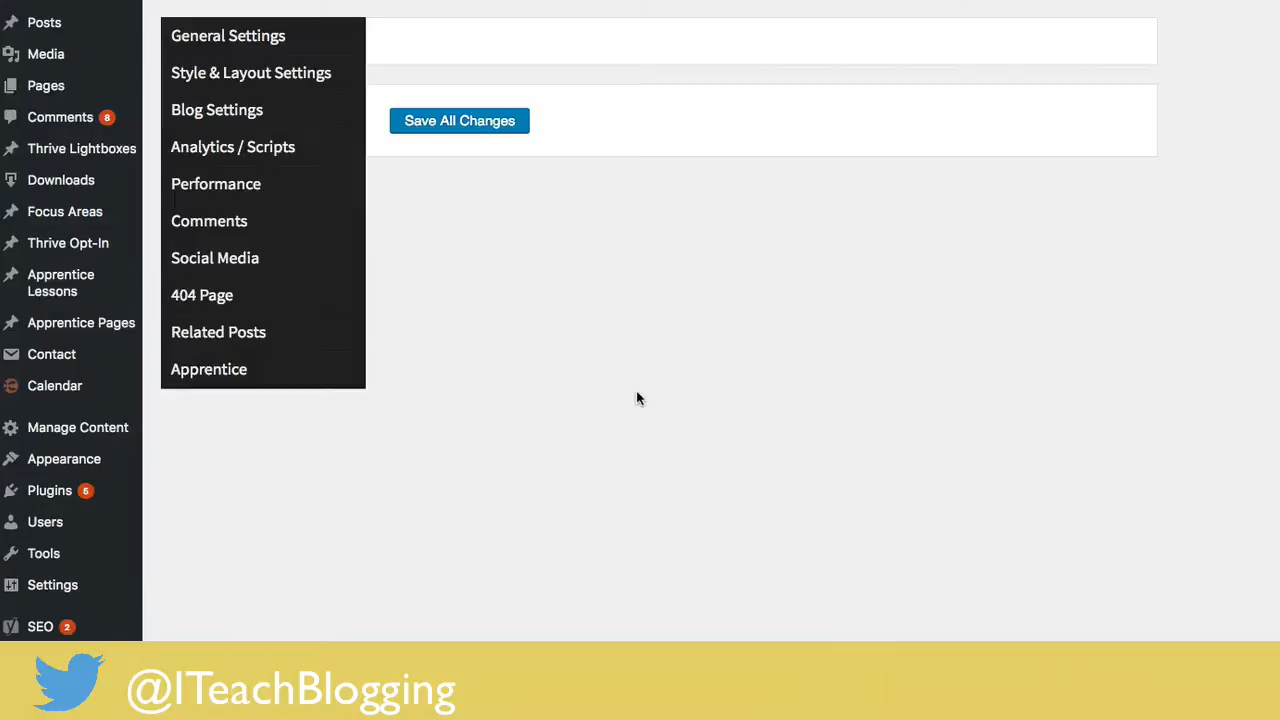 Posts
Media
Pages
Comments 8
Thrive Lightboxes
Downloads
Focus Areas
Thrive Opt-In
Apprentice
Lessons
Apprentice Pages
Contact
Calendar
Manage Content
Appearance
Plugins 5
Users
Tools
Settings
SEO 2
General Settings
Style & Layout Settings
Blog Settings
Analytics / Scripts
Performance
Comments
Social Media
404 Page
Related Posts
Apprentice
Save All Changes
@ITeachBlogging